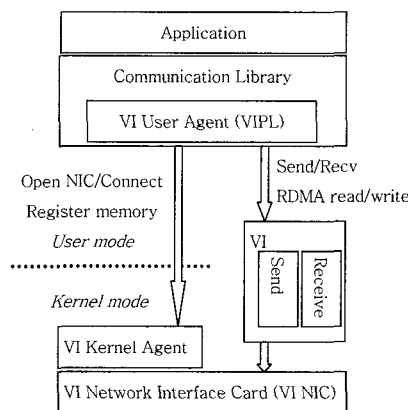 Application
Communication Library
VI User Agent (VIPL)
Open NIC/Connect
Register memory
User mode
Send/Recv
RDMA read/write
VI
Send
Receive
Kernel mode
VI Kernel Agent
VI Network Interface Card (VI NIC)